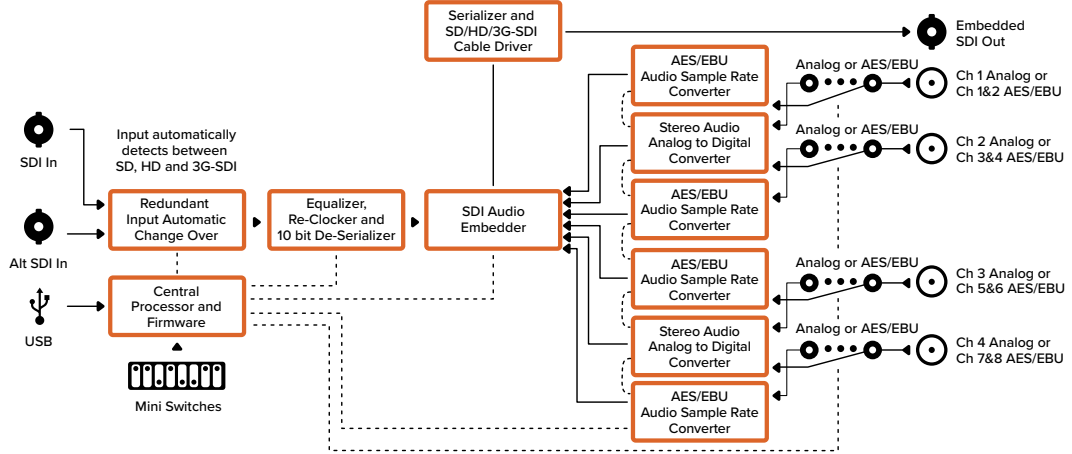 Serializer and
SD/HD/3G-SDI
Cable Driver
Embedded
SDI Out
SDI In
Input automatically
detects between
SD, HD and 3G-SDI
Alt SDI In
Redundant
Input Automatic
Change Over
Equalizer,
Re-Clocker and
10 bit De-Serializer
SDI Audio
Embedder
USB
Central
Processor and
Firmware
Mini Switches
AES/EBU
Audio Sample Rate
Converter
Stereo Audio
Analog to Digital
Converter
AES/EBU
Audio Sample Rate
Converter
AES/EBU
Audio Sample Rate
Converter
Stereo Audio
Analog to Digital
Converter
AES/EBU
Audio Sample Rate
Converter
Analog or AES/EBU
Ch 1 Analog or
Ch 1&2 AES/EBU
Analog or AES/EBU
Ch 2 Analog or
Ch 3&4 AES/EBU
Analog or AES/EBU
Ch 3 Analog or
Ch 5&6 AES/EBU
Analog or AES/EBU
Ch 4 Analog or
Ch 7&8 AES/EBU